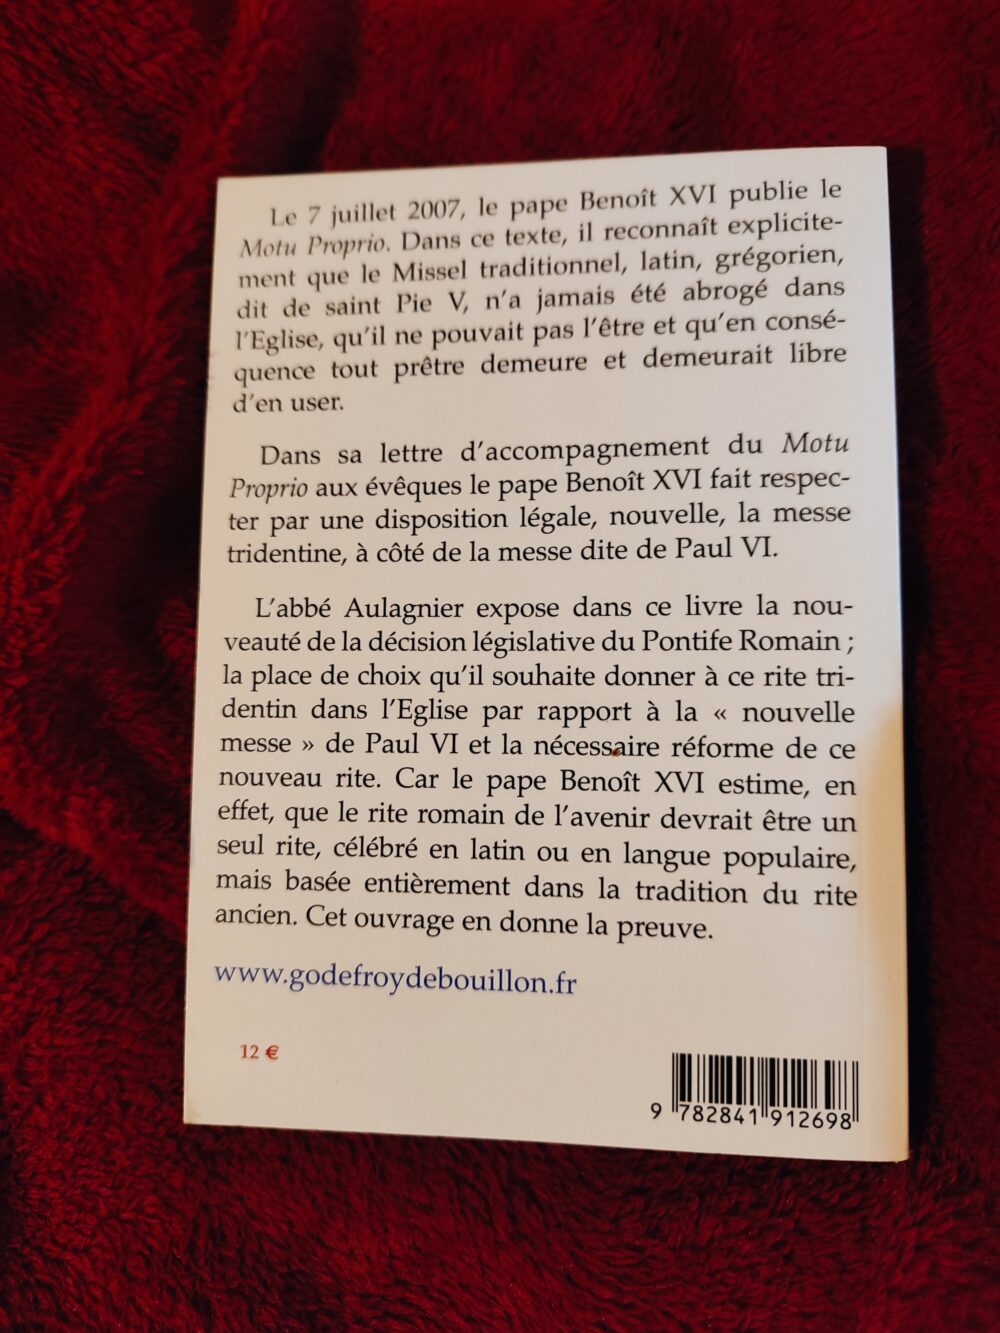 Le 7 juillet 2007, le pape Benoît XVI publie le
Motu Proprio. Dans ce texte, il reconnaît explicite-
ment que le Missel traditionnel, latin, grégorien,
dit de saint Pie V, n'a jamais été abrogé dans
l'Eglise, qu'il ne pouvait pas l'être et qu'en consé-
quence tout prêtre demeure et demeurait libre
d'en user.
Dans sa lettre d'accompagnement du Motu
Proprio aux évêques le pape Benoît XVI fait respec-
ter par une disposition légale, nouvelle, la messe
tridentine, à côté de la messe dite de Paul VI.
L'abbé Aulagnier expose dans ce livre la nou-
veauté de la décision législative du Pontife Romain ;
la place de choix qu'il souhaite donner à ce rite tri-
dentin dans l'Eglise par rapport à la « nouvelle
messe » de Paul VI et la nécessaire réforme de ce
nouveau rite. Car le pape Benoît XVI estime, en
effet, que le rite romain de l'avenir devrait être un
seul rite, célébré en latin ou en langue populaire,
mais basée entièrement dans la tradition du rite
ancien. Cet ouvrage en donne la preuve.
www.godefroydebouillon.fr
12 €
9 782841 912698